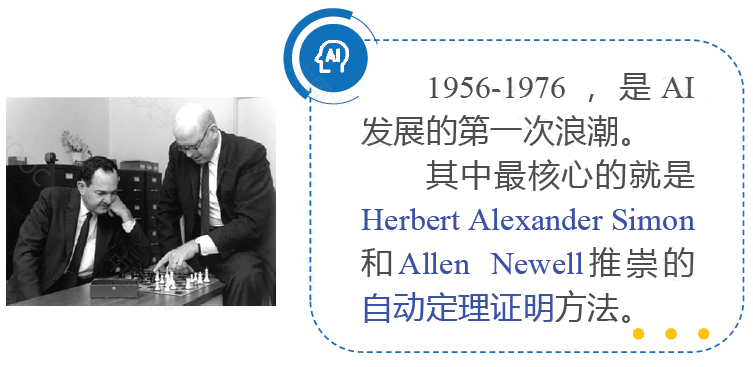 AI
1956-1976，是AI
发展的第一次浪潮。
其中最核心的就是
Herbert Alexander Simon
和Allen Newell推崇的
自动定理证明方法。